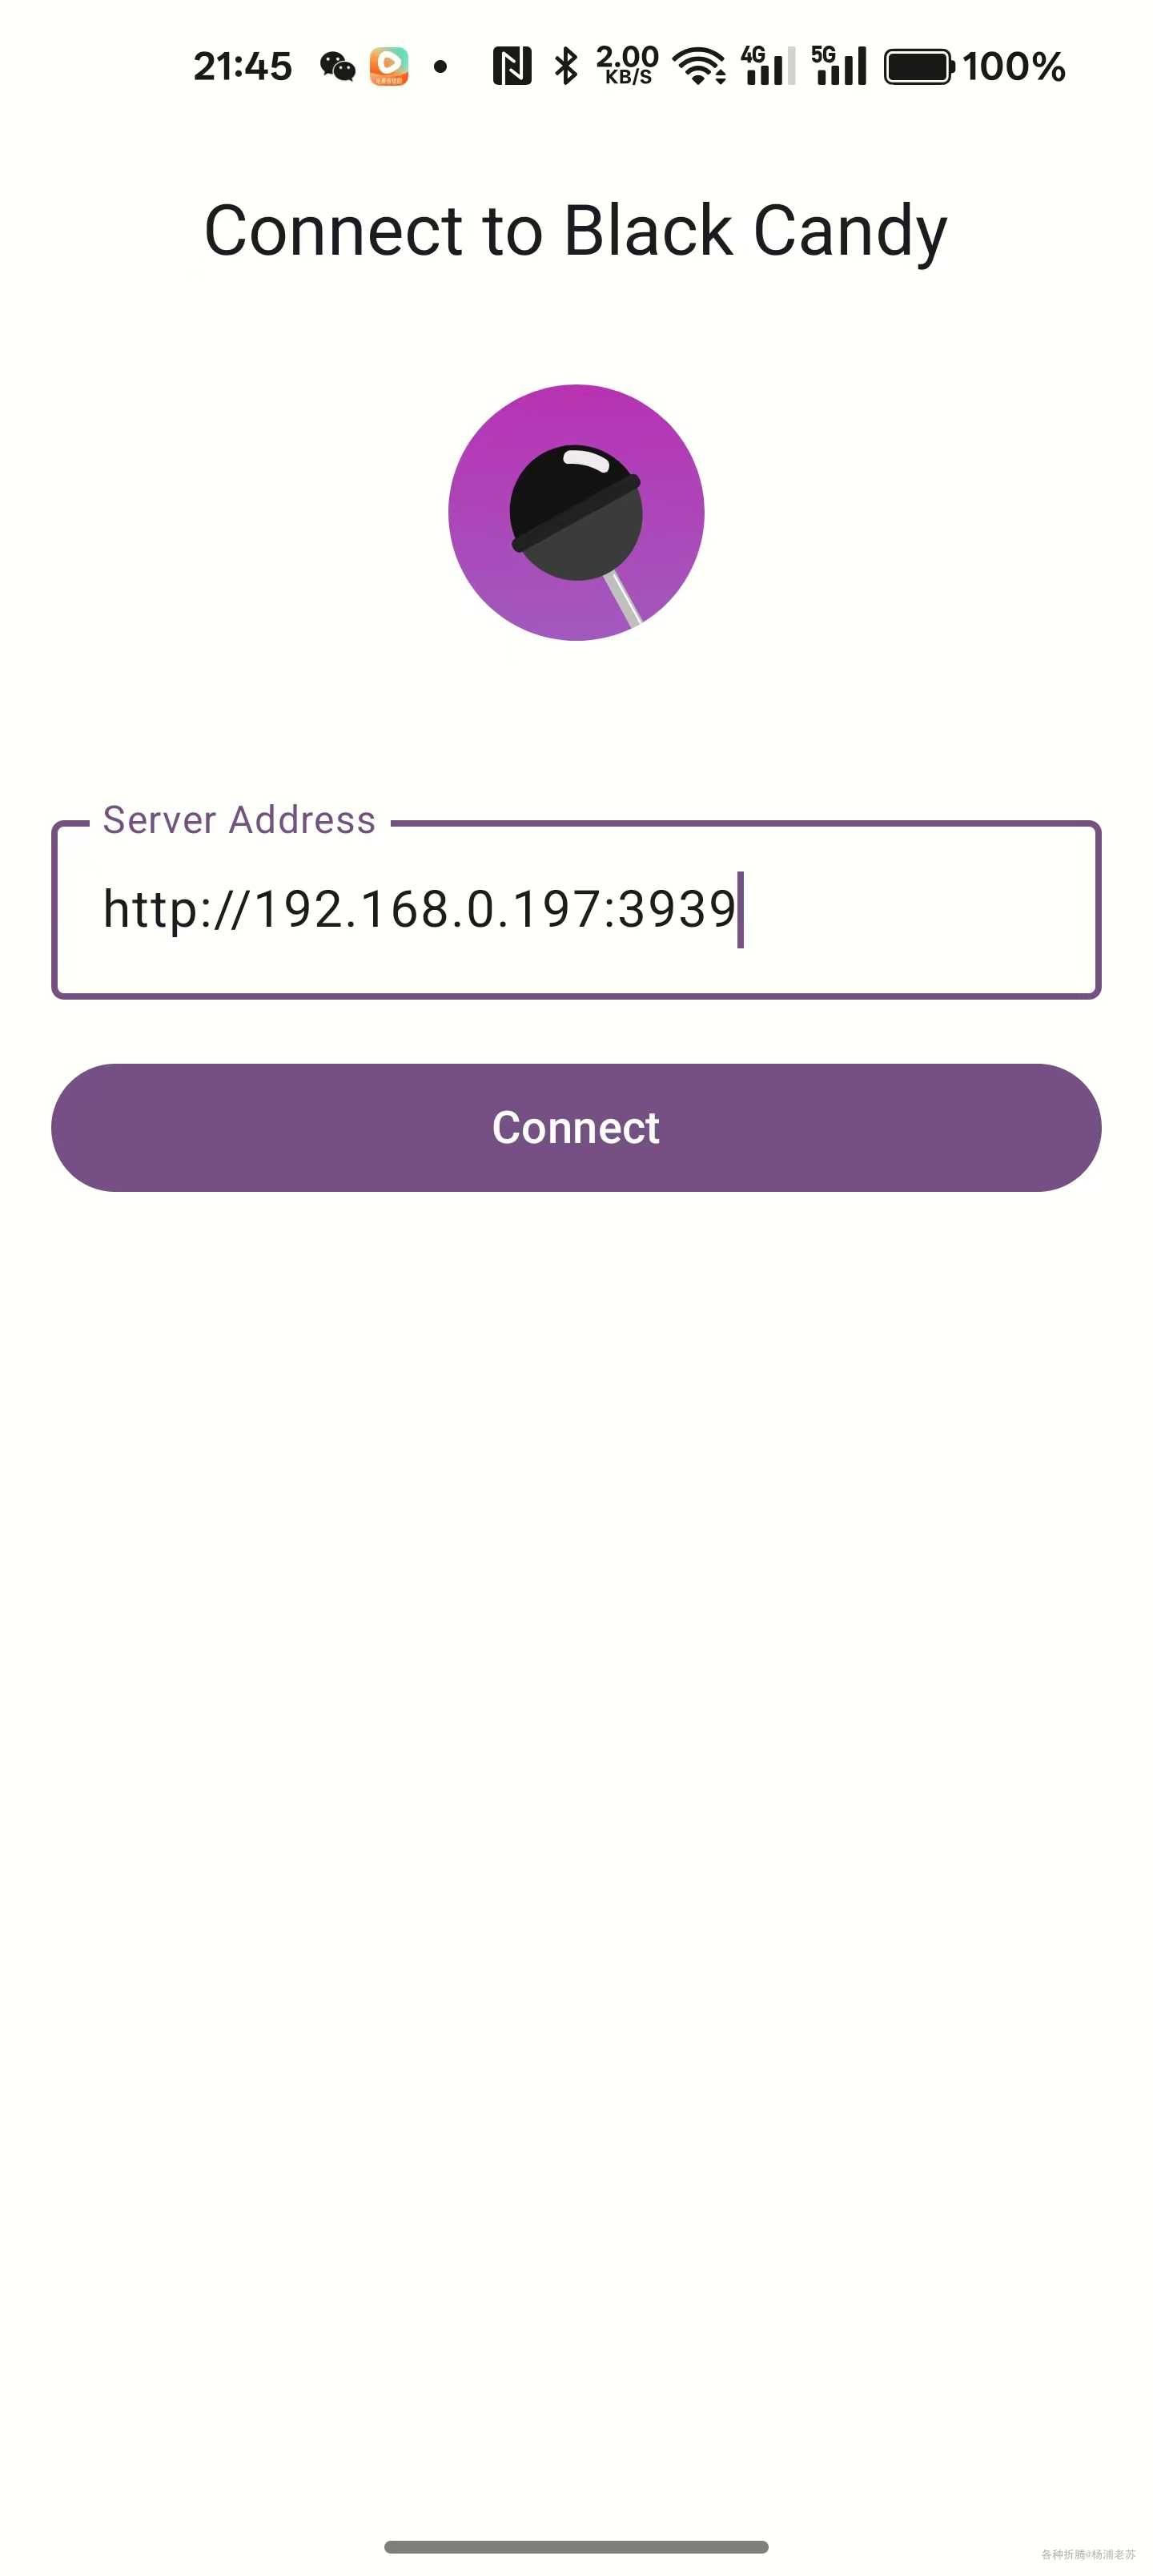 21:45 2.00 KB/S 4G 5G 100%
Connect to Black Candy
Server Address
http://192.168.0.197:3939
Connect
各种折腾#杨浦老苏